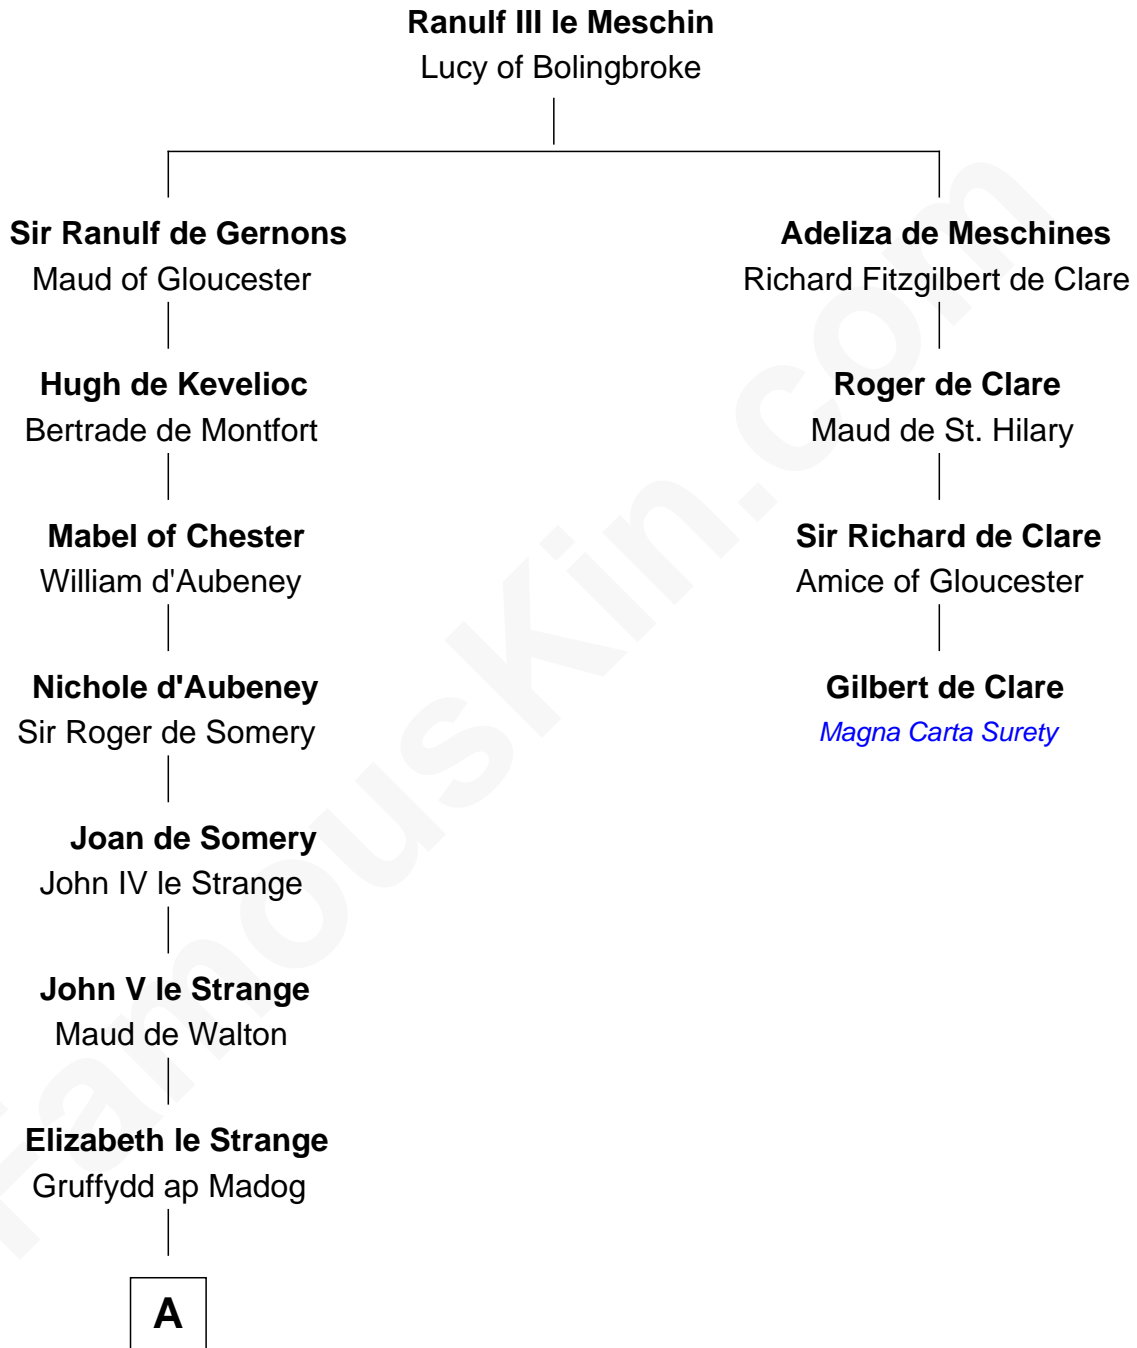 Ranulf III le Meschin
Lucy of Bolingbroke
Sir Ranulf de Gernons
Maud of Gloucester
Adeliza de Meschines
Richard Fitzgilbert de Clare
Hugh de Kevelioc
Bertrade de Montfort
Roger de Clare
Maud de St. Hilary
Mabel of Chester
William d'Aubeney
Sir Richard de Clare
Amice of Gloucester
Nichole d'Aubeney
Sir Roger de Somery
Gilbert de Clare
Magna Carta Surety
Joan de Somery
John IV le Strange
John V le Strange
Maud de Walton
Elizabeth le Strange
Gruffydd ap Madog
A
FamousKin.com